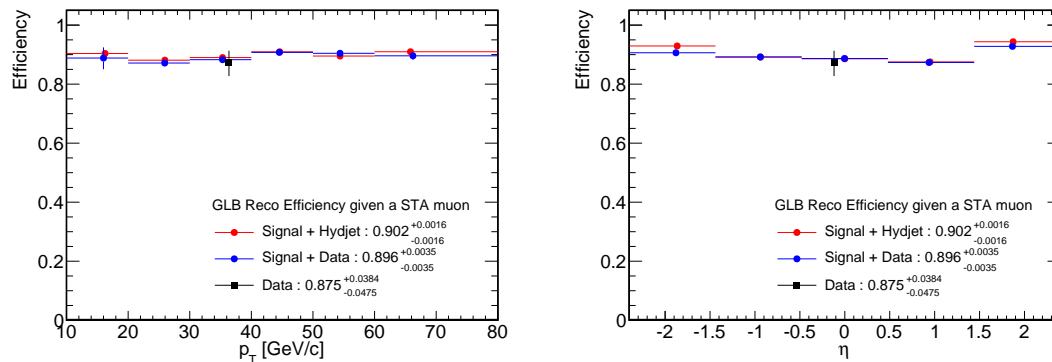 Efficiency
1
0.8
0.6
0.4
0.2
0
GLB Reco Efficiency given a STA muon
Signal + Hydjet : 0.902 +0.0016 -0.0016
Signal + Data : 0.896 +0.0035 -0.0035
Data : 0.875 +0.0384 -0.0475
10 20 30 40 50 60 70 80
p_T [GeV/c]
Efficiency
1
0.8
0.6
0.4
0.2
0
GLB Reco Efficiency given a STA muon
Signal + Hydjet : 0.902 +0.0016 -0.0016
Signal + Data : 0.896 +0.0035 -0.0035
Data : 0.875 +0.0384 -0.0475
-2 -1.5 -1 -0.5 0 0.5 1 1.5 2
η